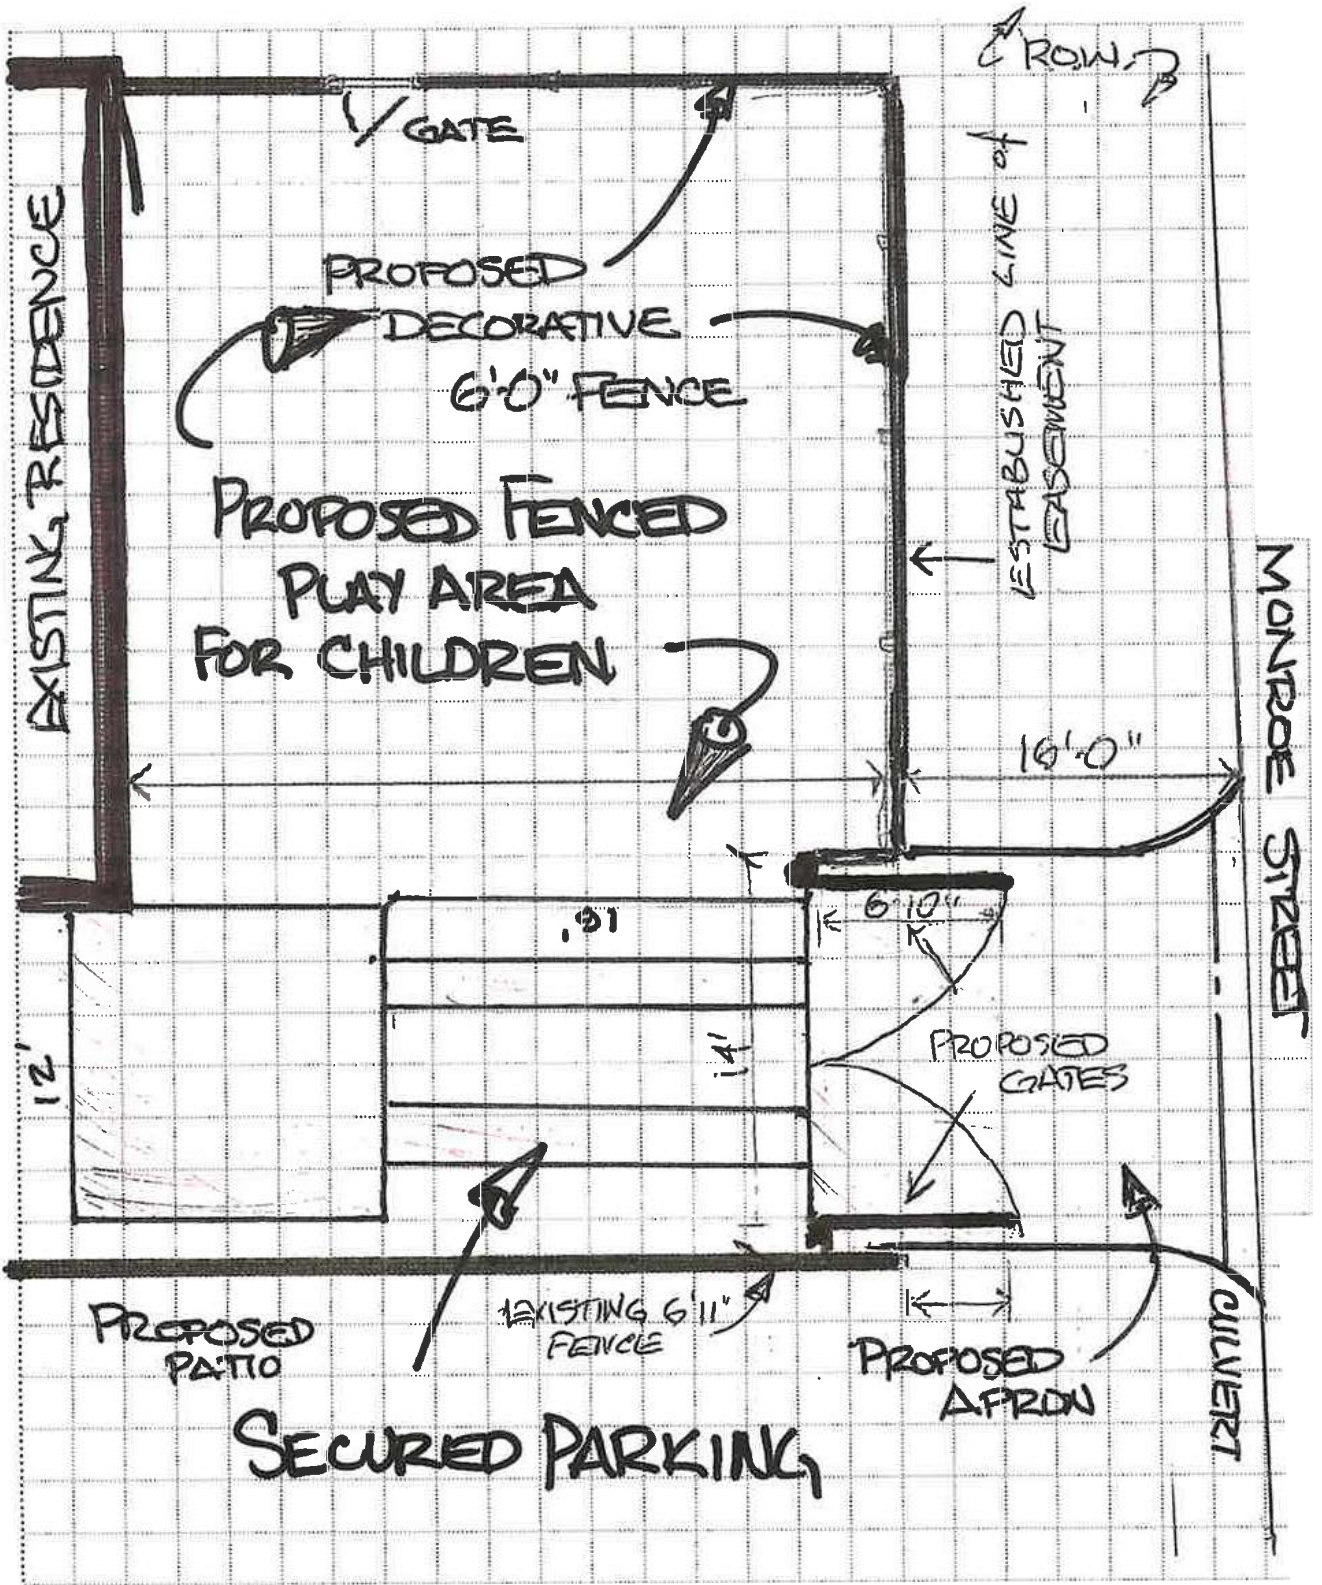 R.O.W.
GATE
ESTABLISHED LINE of
EASEMENT
EXISTING RESIDENCE
PROPOSED
DECORATIVE
6'-0" FENCE
PROPOSED FENCED
PLAY AREA
FOR CHILDREN
MONROE STREET
16'-0"
6'10"
14'
12'
PROPOSED
GATES
PROPOSED
PATIO
EXISTING 6'11"
FENCE
PROPOSED
APRON
CULVERT
SECURED PARKING